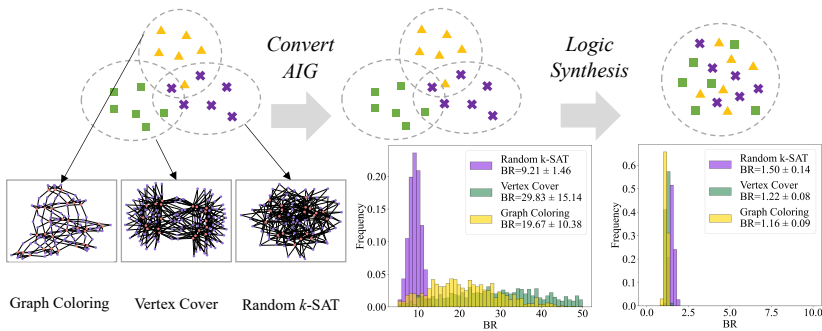 Convert
AIG
Logic
Synthesis
Graph Coloring
Vertex Cover
Random k-SAT
Frequency
0.20
0.15
0.10
0.05
0.00
Random k-SAT
BR=9.21 ± 1.46
Vertex Cover
BR=29.83 ± 15.14
Graph Coloring
BR=19.67 ± 10.38
10
20
30
40
50
BR
Frequency
0.6
0.5
0.4
0.3
0.2
0.1
0.0
Random k-SAT
BR=1.50 ± 0.14
Vertex Cover
BR=1.22 ± 0.08
Graph Coloring
BR=1.16 ± 0.09
0.0
2.5
5.0
7.5
10.0
BR